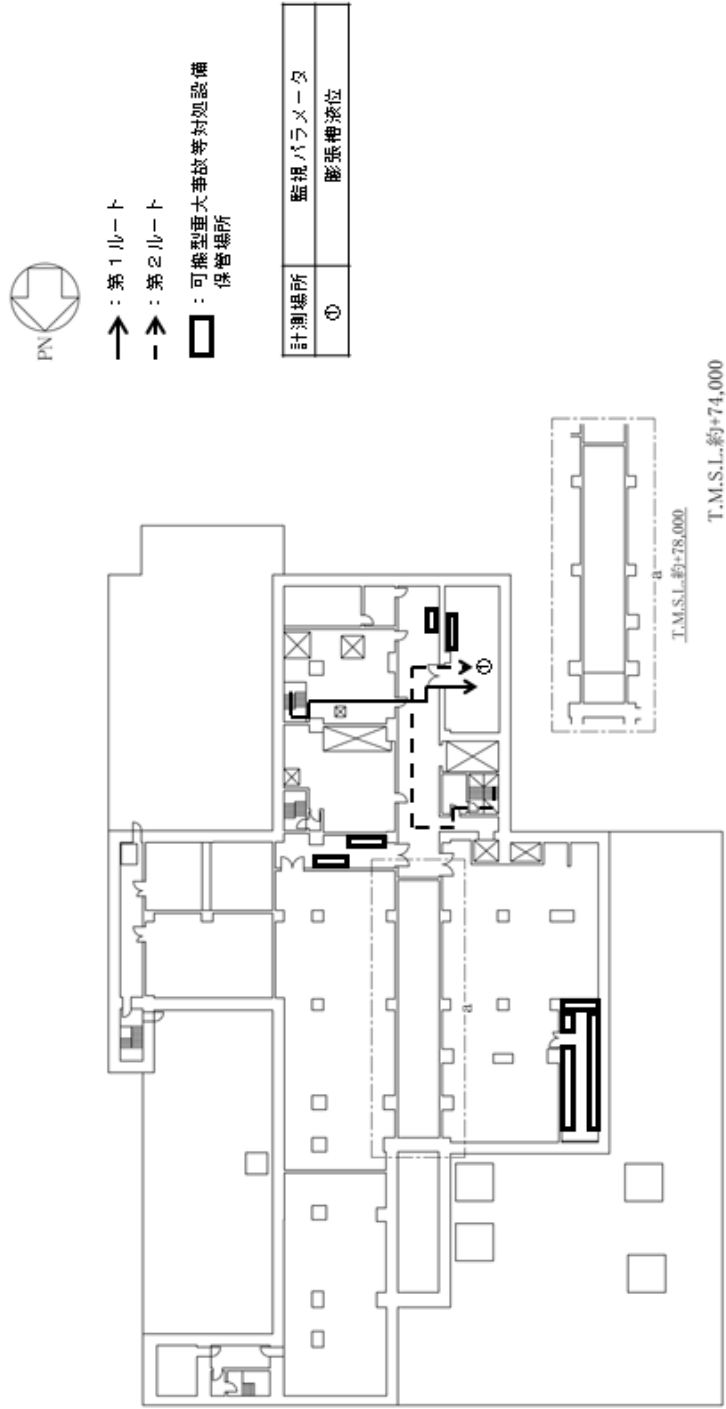 PN
:第1ルート
:第2ルート
:可搬型重大事故等対処設備
保管場所
計測場所 監視パラメータ
① 膨張槽液位
①
a
a
T.M.S.L.約+78,000
T.M.S.L.約+74,000